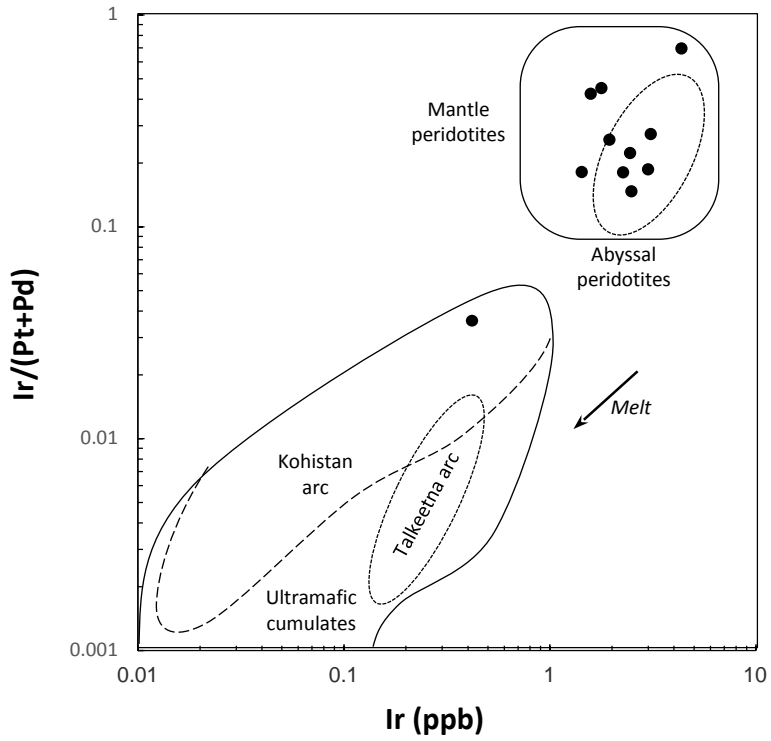 1
Mantle
peridotites
0.1
Abyssal
peridotites
Ir/(Pt+Pd)
Melt
0.01
Kohistan
arc
Talkeetna arc
Ultramafic
cumulates
0.001
0.01
0.1
1
10
Ir (ppb)